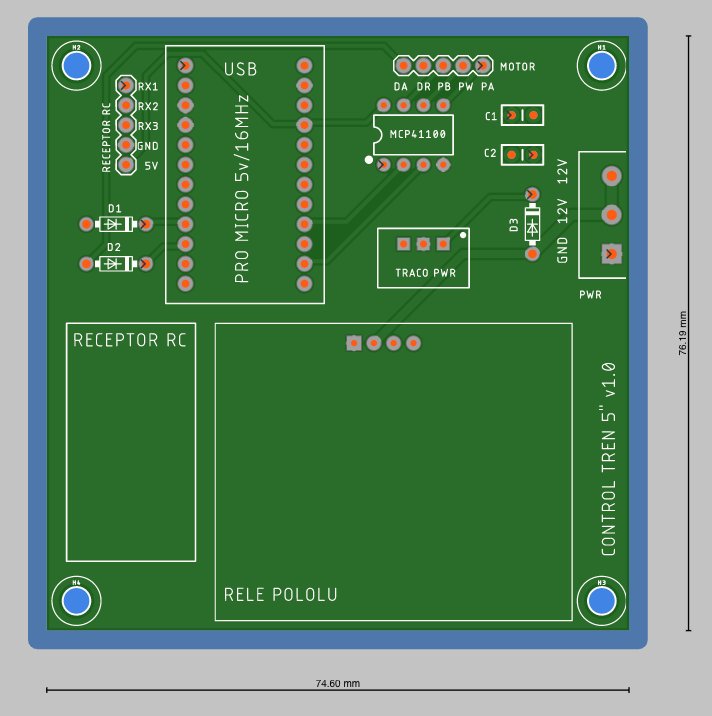 H2
H1
USB
MOTOR
DA DR PB PW PA
RX1
RX2
RX3
GND
5V
RECEPTOR RC
PRO MICRO 5v/16MHz
MCP41100
C1
C2
12V
12V
GND
D1
D2
D3
TRACO PWR
PWR
RECEPTOR RC
CONTROL TREN 5" v1.0
RELE POLOLU
H4
H3
76.19 mm
74.60 mm